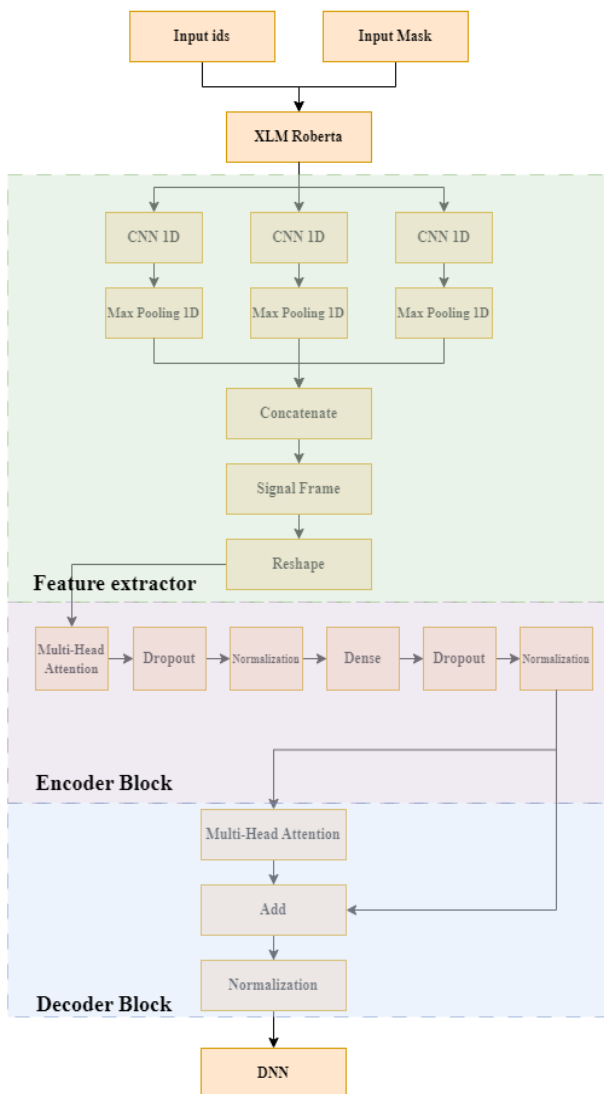 Input ids
Input Mask
XLM Roberta
CNN 1D
CNN 1D
CNN 1D
Max Pooling 1D
Max Pooling 1D
Max Pooling 1D
Concatenate
Signal Frame
Reshape
Feature extractor
Multi-Head
Attention
Dropout
Normalization
Dense
Dropout
Normalization
Encoder Block
Multi-Head Attention
Add
Normalization
Decoder Block
DNN